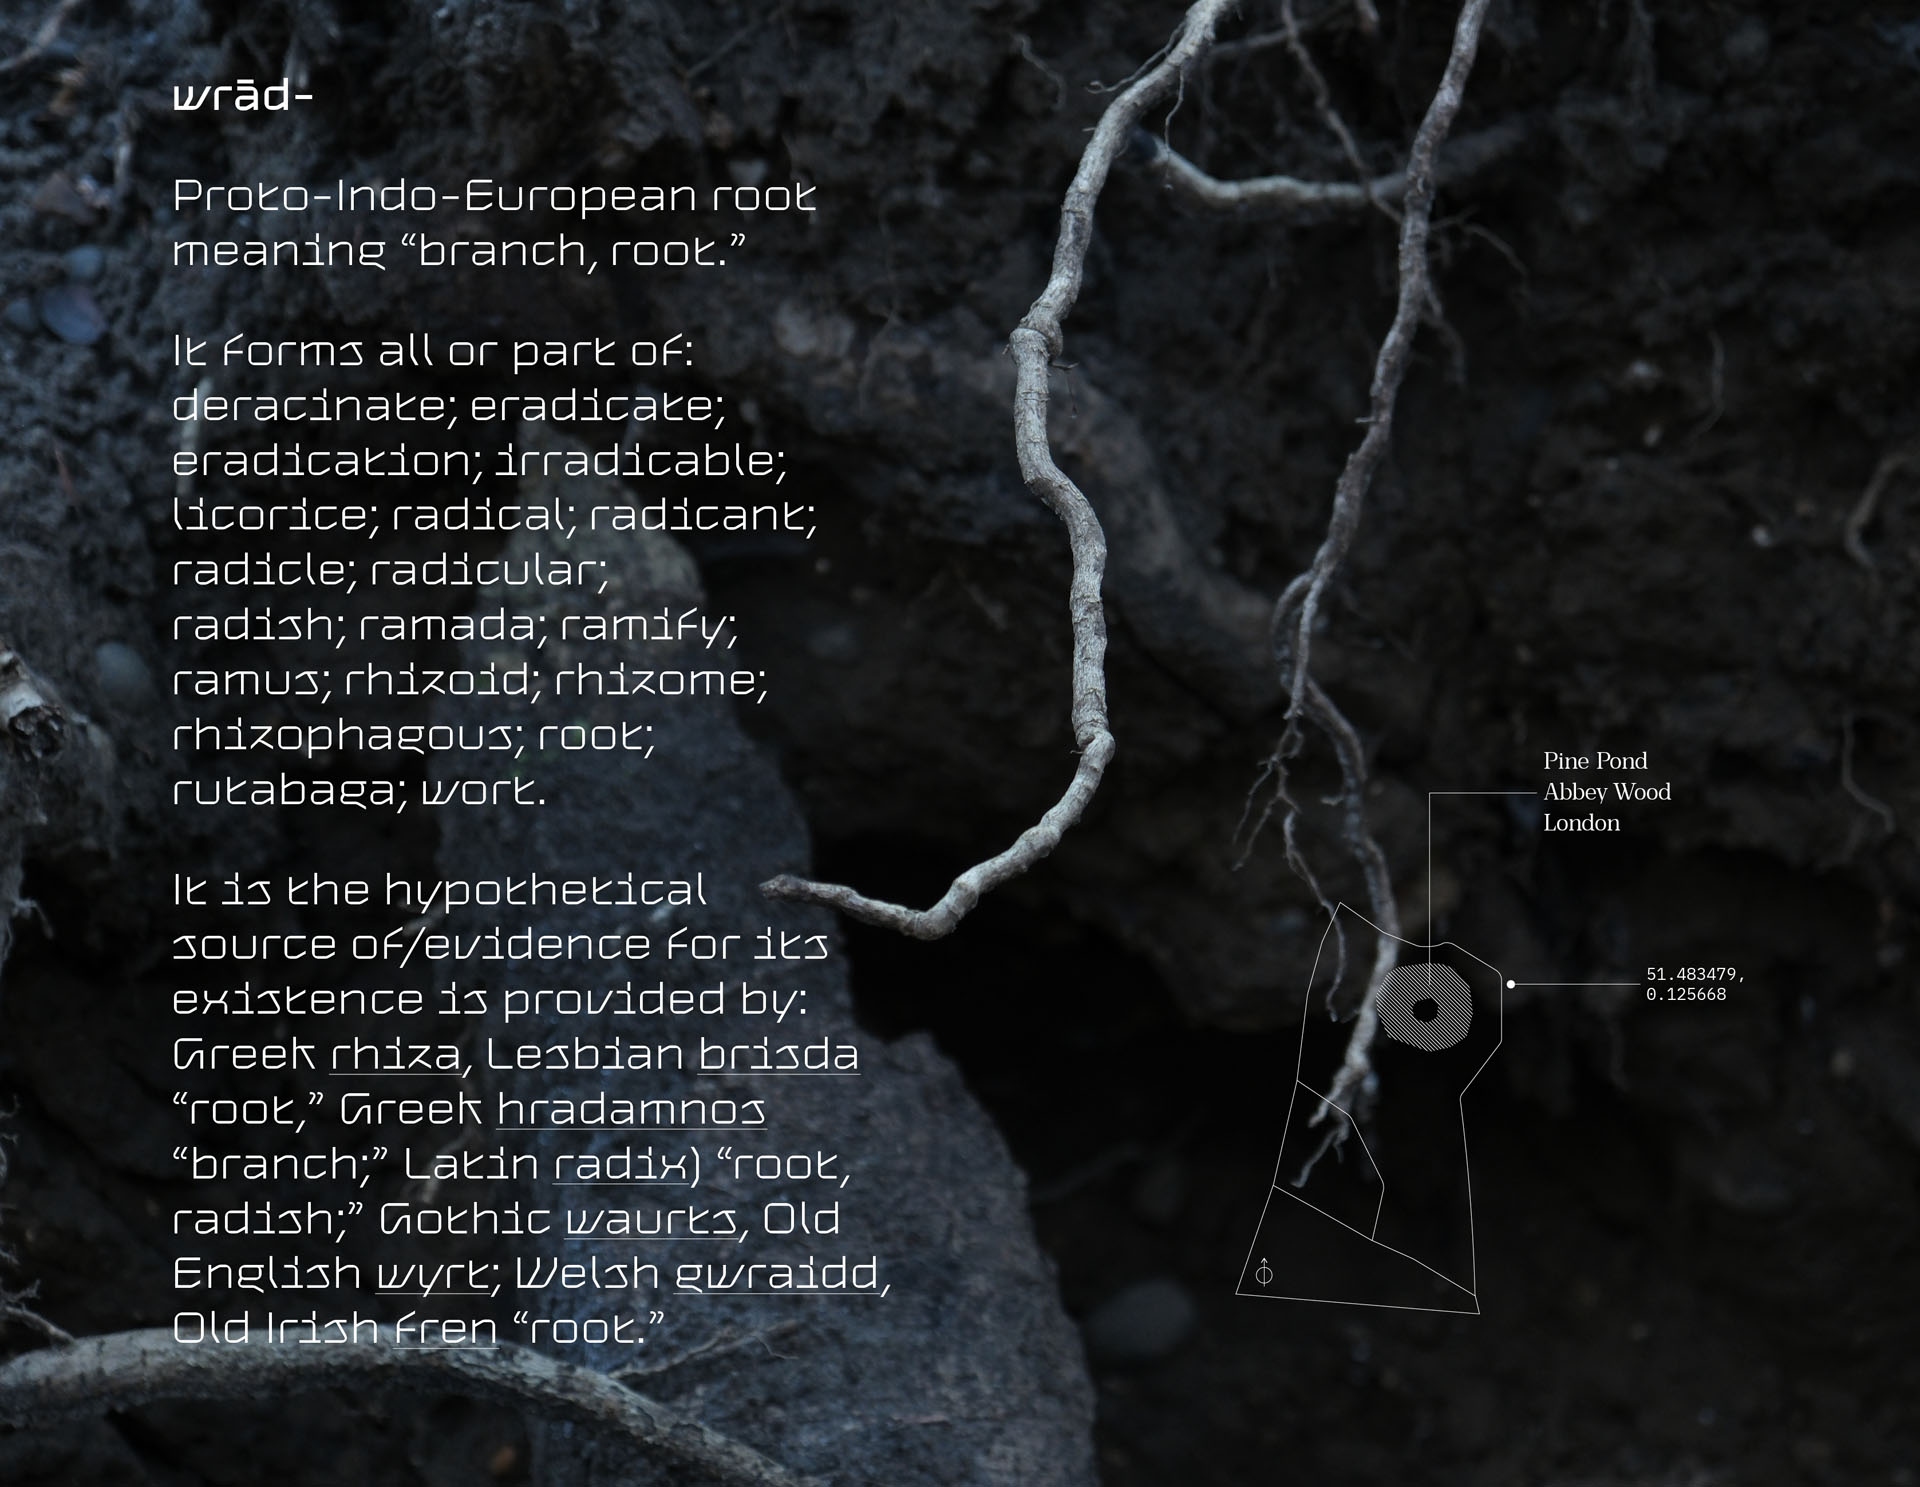 wrād-
Proto-Indo-European root
meaning “branch, root.”
It forms all or part of:
deracinate; eradicate;
eradication; irradicable;
licorice; radical; radicant;
radicle; radicular;
radish; ramada; ramify;
ramus; rhizoid; rhizome;
rhizophagous; root;
rutabaga; wort.
It is the hypothetical
source of/evidence for its
existence is provided by:
Greek rhiza, Lesbian brisda
“root,” Greek hradamnos
“branch;” Latin radix) “root,
radish;” Gothic waurts, Old
English wyrt; Welsh gwraidd,
Old Irish fren “root.”
Pine Pond
Abbey Wood
London
51.483479,
0.125668